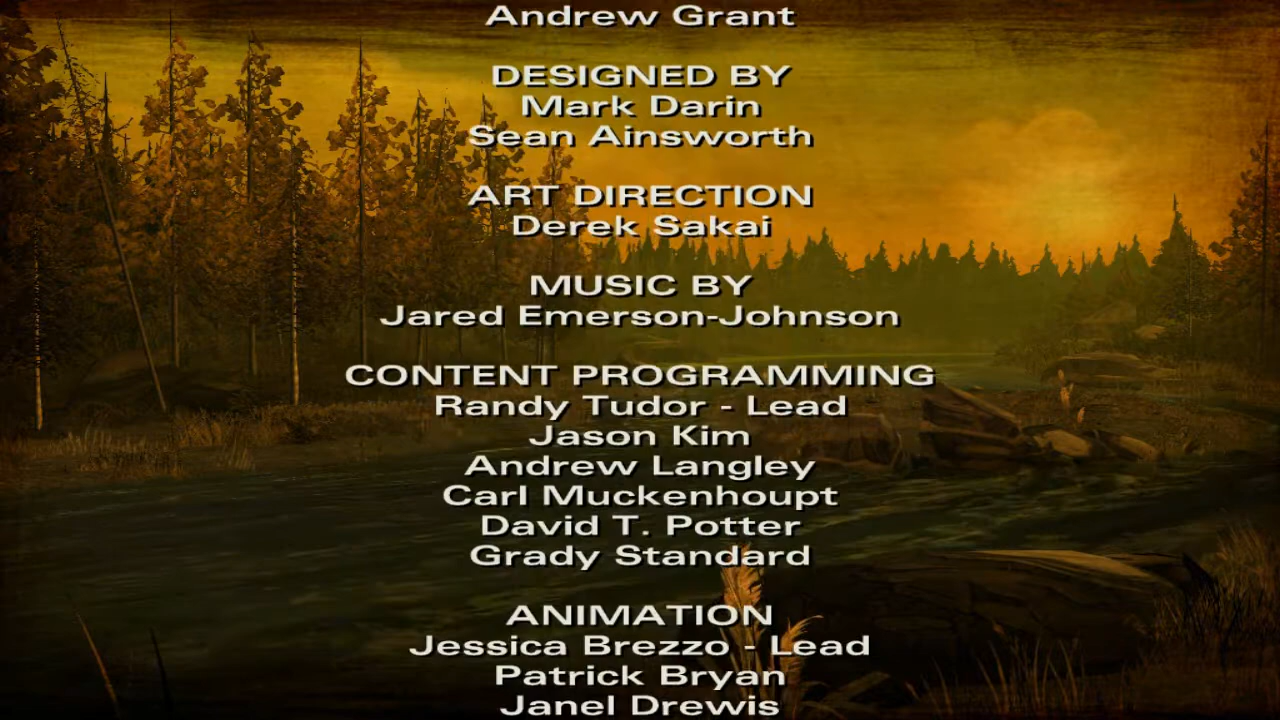 Andrew Grant
DESIGNED BY
Mark Darin
Sean Ainsworth
ART DIRECTION
Derek Sakai
MUSIC BY
Jared Emerson-Johnson
CONTENT PROGRAMMING
Randy Tudor - Lead
Jason Kim
Andrew Langley
Carl Muckenhoupt
David T. Potter
Grady Standard
ANIMATION
Jessica Brezzo - Lead
Patrick Bryan
Janel Drewis